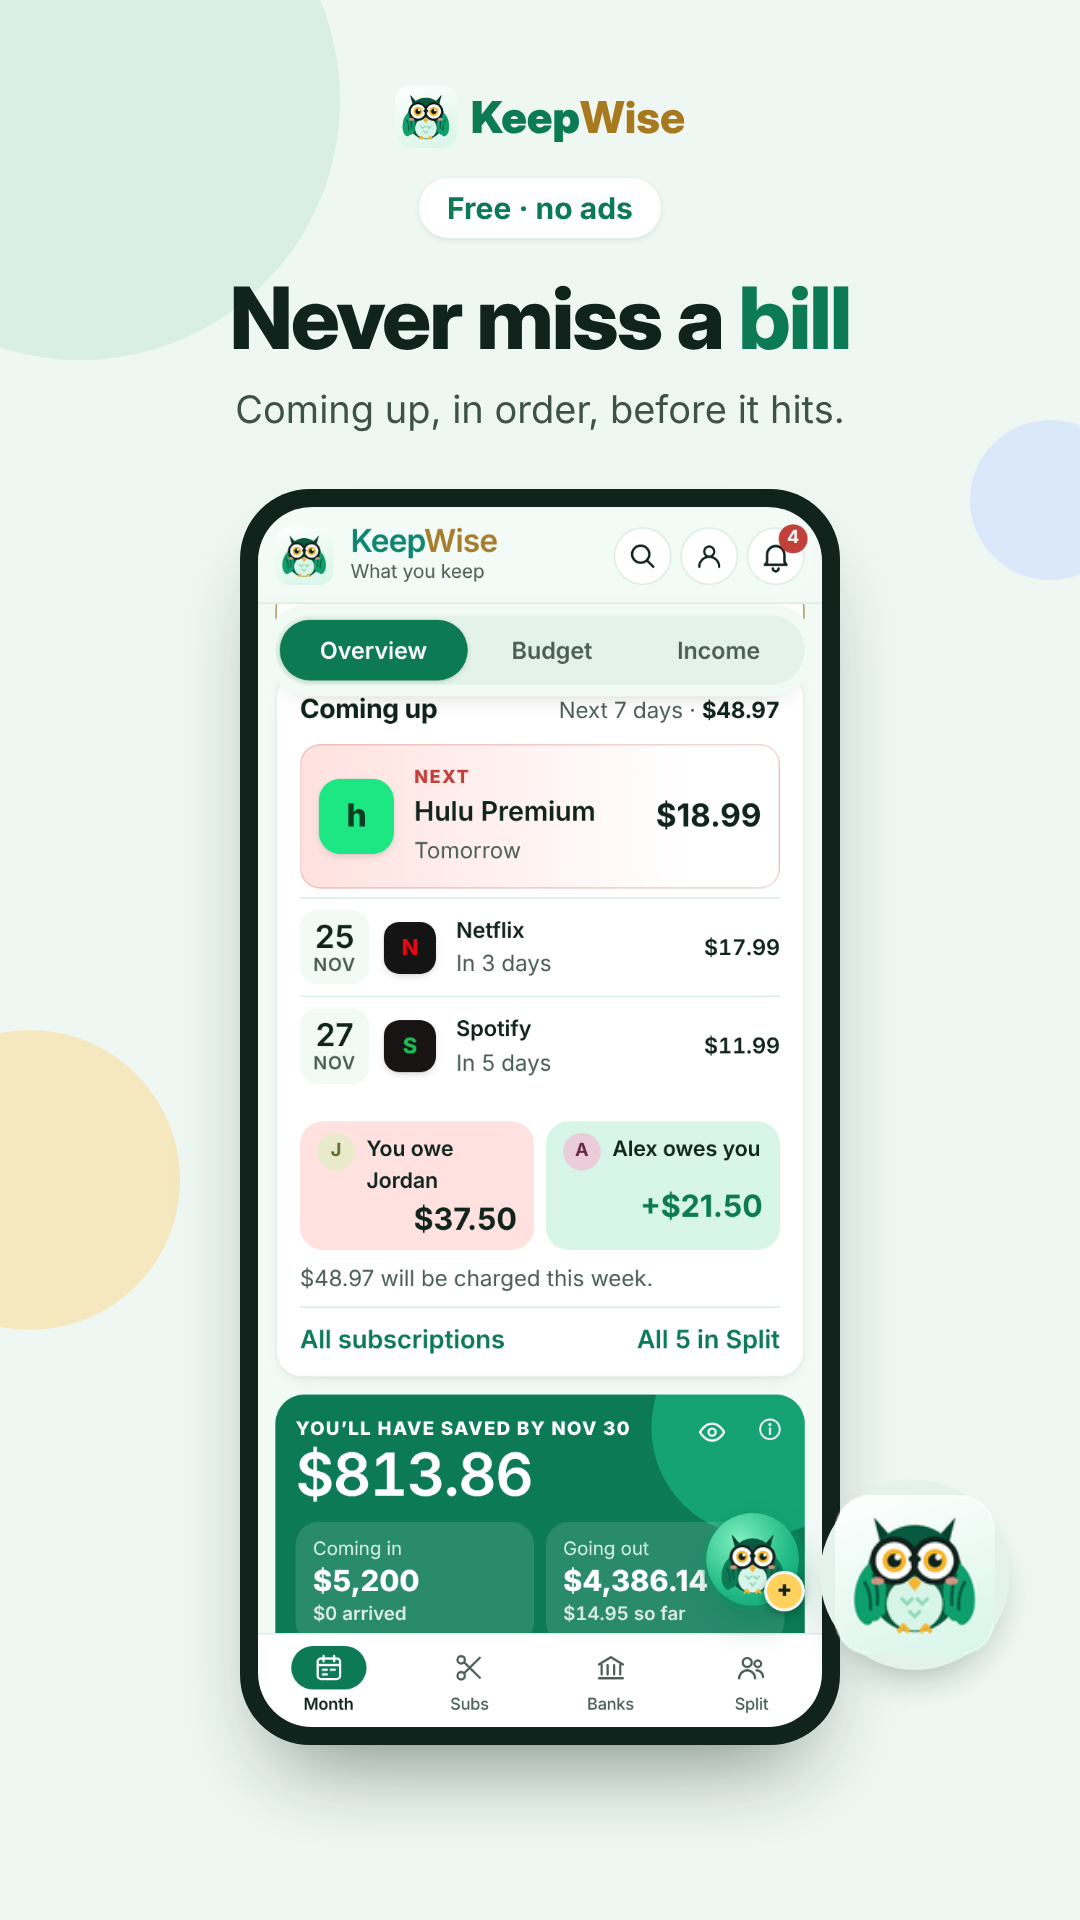 KeepWise
Free · no ads
Never miss a bill
Coming up, in order, before it hits.
KeepWise
What you keep
4
Overview Budget Income
Coming up Next 7 days · $48.97
NEXT
h Hulu Premium $18.99
Tomorrow
25 NOV N Netflix $17.99
In 3 days
27 NOV S Spotify $11.99
In 5 days
J You owe Jordan
$37.50
A Alex owes you
+$21.50
$48.97 will be charged this week.
All subscriptions All 5 in Split
YOU’LL HAVE SAVED BY NOV 30
$813.86
Coming in
$5,200
$0 arrived
Going out
$4,386.14
$14.95 so far
+
Month Subs Banks Split